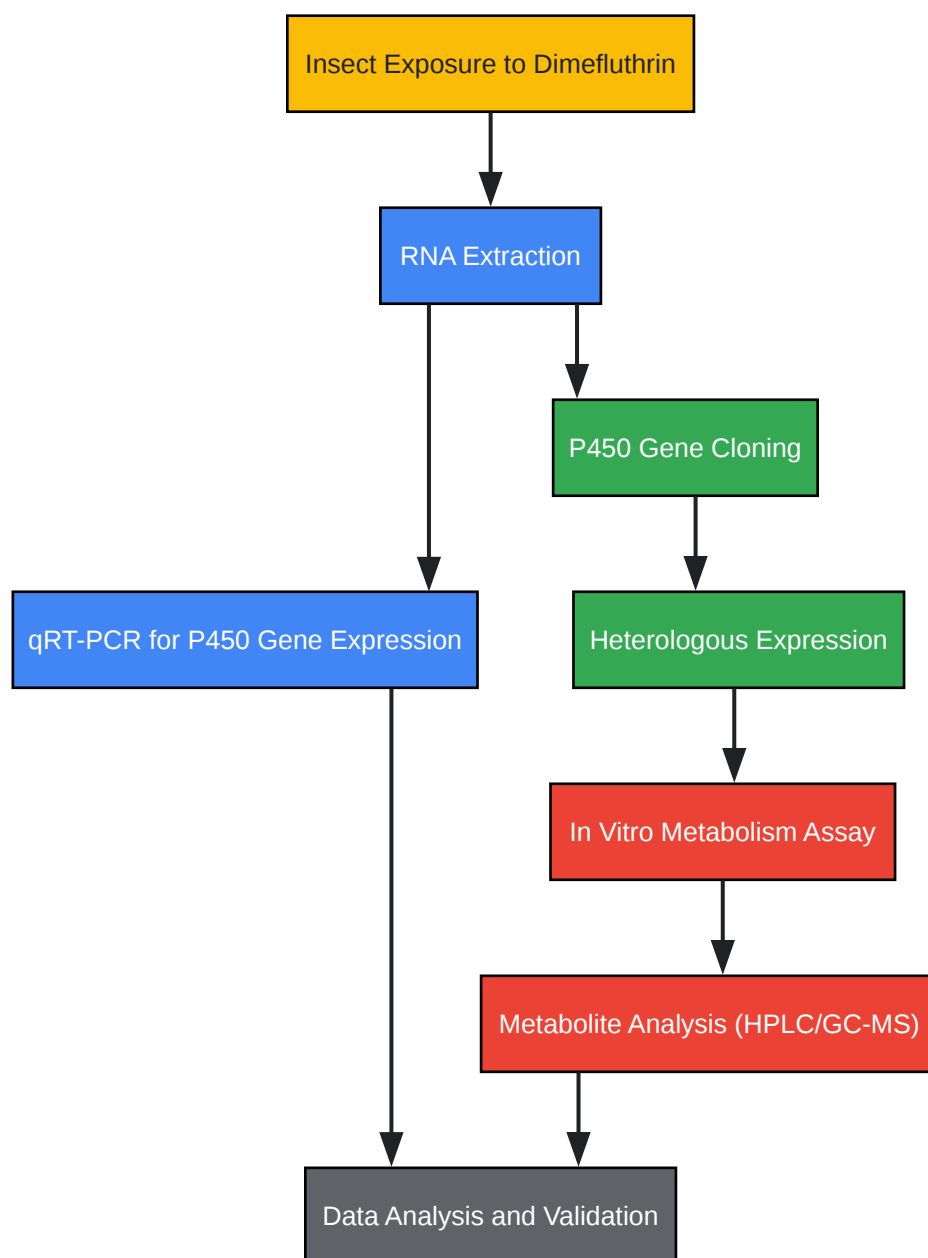 Insect Exposure to Dimefluthrin
RNA Extraction
P450 Gene Cloning
qRT-PCR for P450 Gene Expression
Heterologous Expression
In Vitro Metabolism Assay
Metabolite Analysis (HPLC/GC-MS)
Data Analysis and Validation